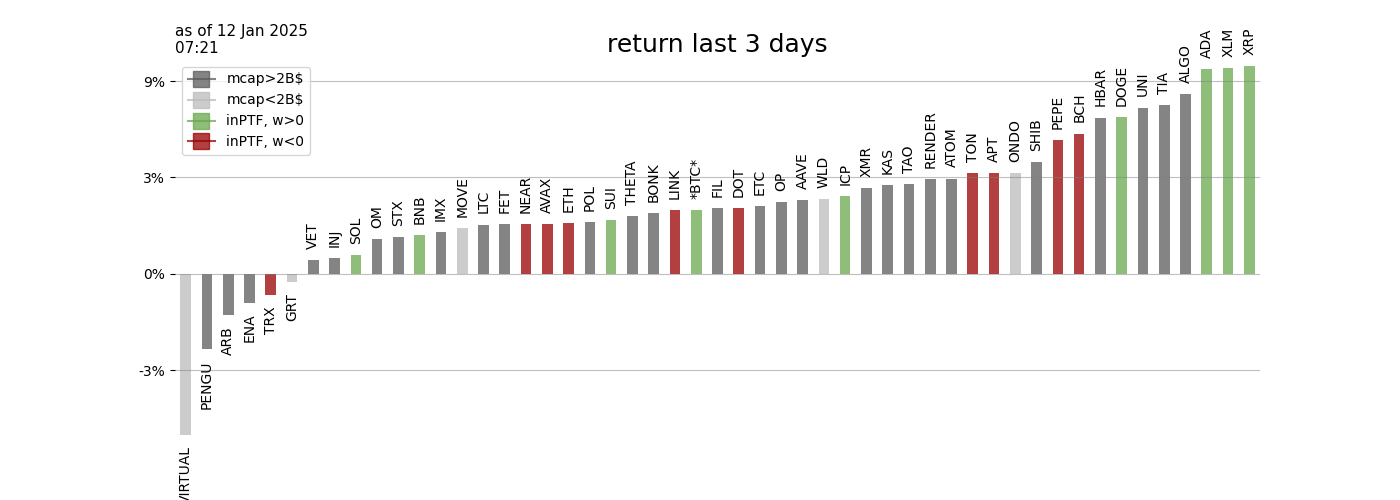 as of 12 Jan 2025
07:21
return last 3 days
mcap>2B$
mcap<2B$
inPTF, w>0
inPTF, w<0
9%
3%
0%
-3%
VIRTUAL
PENGU
ARB
ENA
TRX
GRT
VET
INJ
SOL
OM
STX
BNB
IMX
MOVE
LTC
FET
NEAR
AVAX
ETH
POL
SUI
THETA
BONK
LINK
*BTC*
FIL
DOT
ETC
OP
AAVE
WLD
ICP
XMR
KAS
TAO
RENDER
ATOM
TON
APT
ONDO
SHIB
PEPE
BCH
HBAR
DOGE
UNI
TIA
ALGO
ADA
XLM
XRP